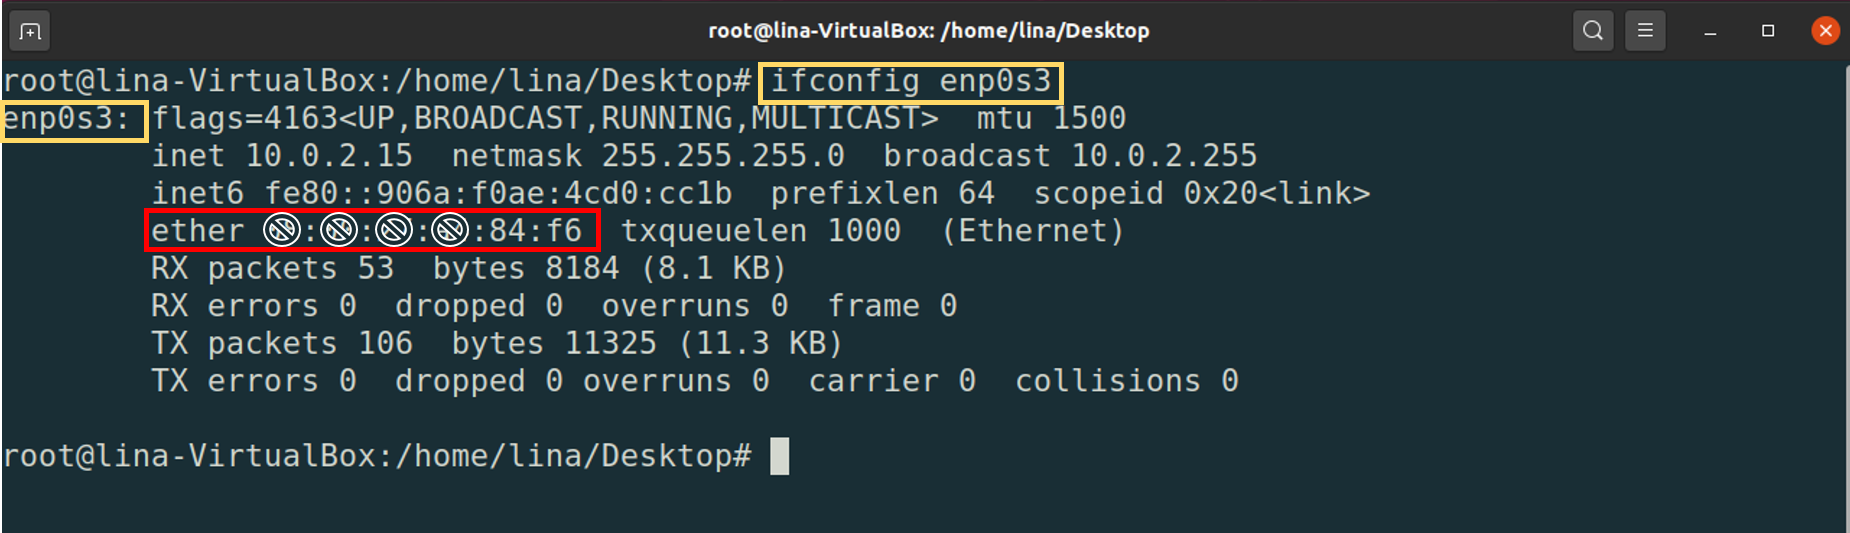 root@lina-VirtualBox: /home/lina/Desktop
root@lina-VirtualBox:/home/lina/Desktop# ifconfig enp0s3
enp0s3: flags=4163<UP,BROADCAST,RUNNING,MULTICAST>  mtu 1500
inet 10.0.2.15  netmask 255.255.255.0  broadcast 10.0.2.255
inet6 fe80::906a:f0ae:4cd0:cc1b  prefixlen 64  scopeid 0x20<link>
ether :::::84:f6  txqueuelen 1000  (Ethernet)
RX packets 53  bytes 8184 (8.1 KB)
RX errors 0  dropped 0  overruns 0  frame 0
TX packets 106  bytes 11325 (11.3 KB)
TX errors 0  dropped 0 overruns 0  carrier 0  collisions 0
root@lina-VirtualBox:/home/lina/Desktop#